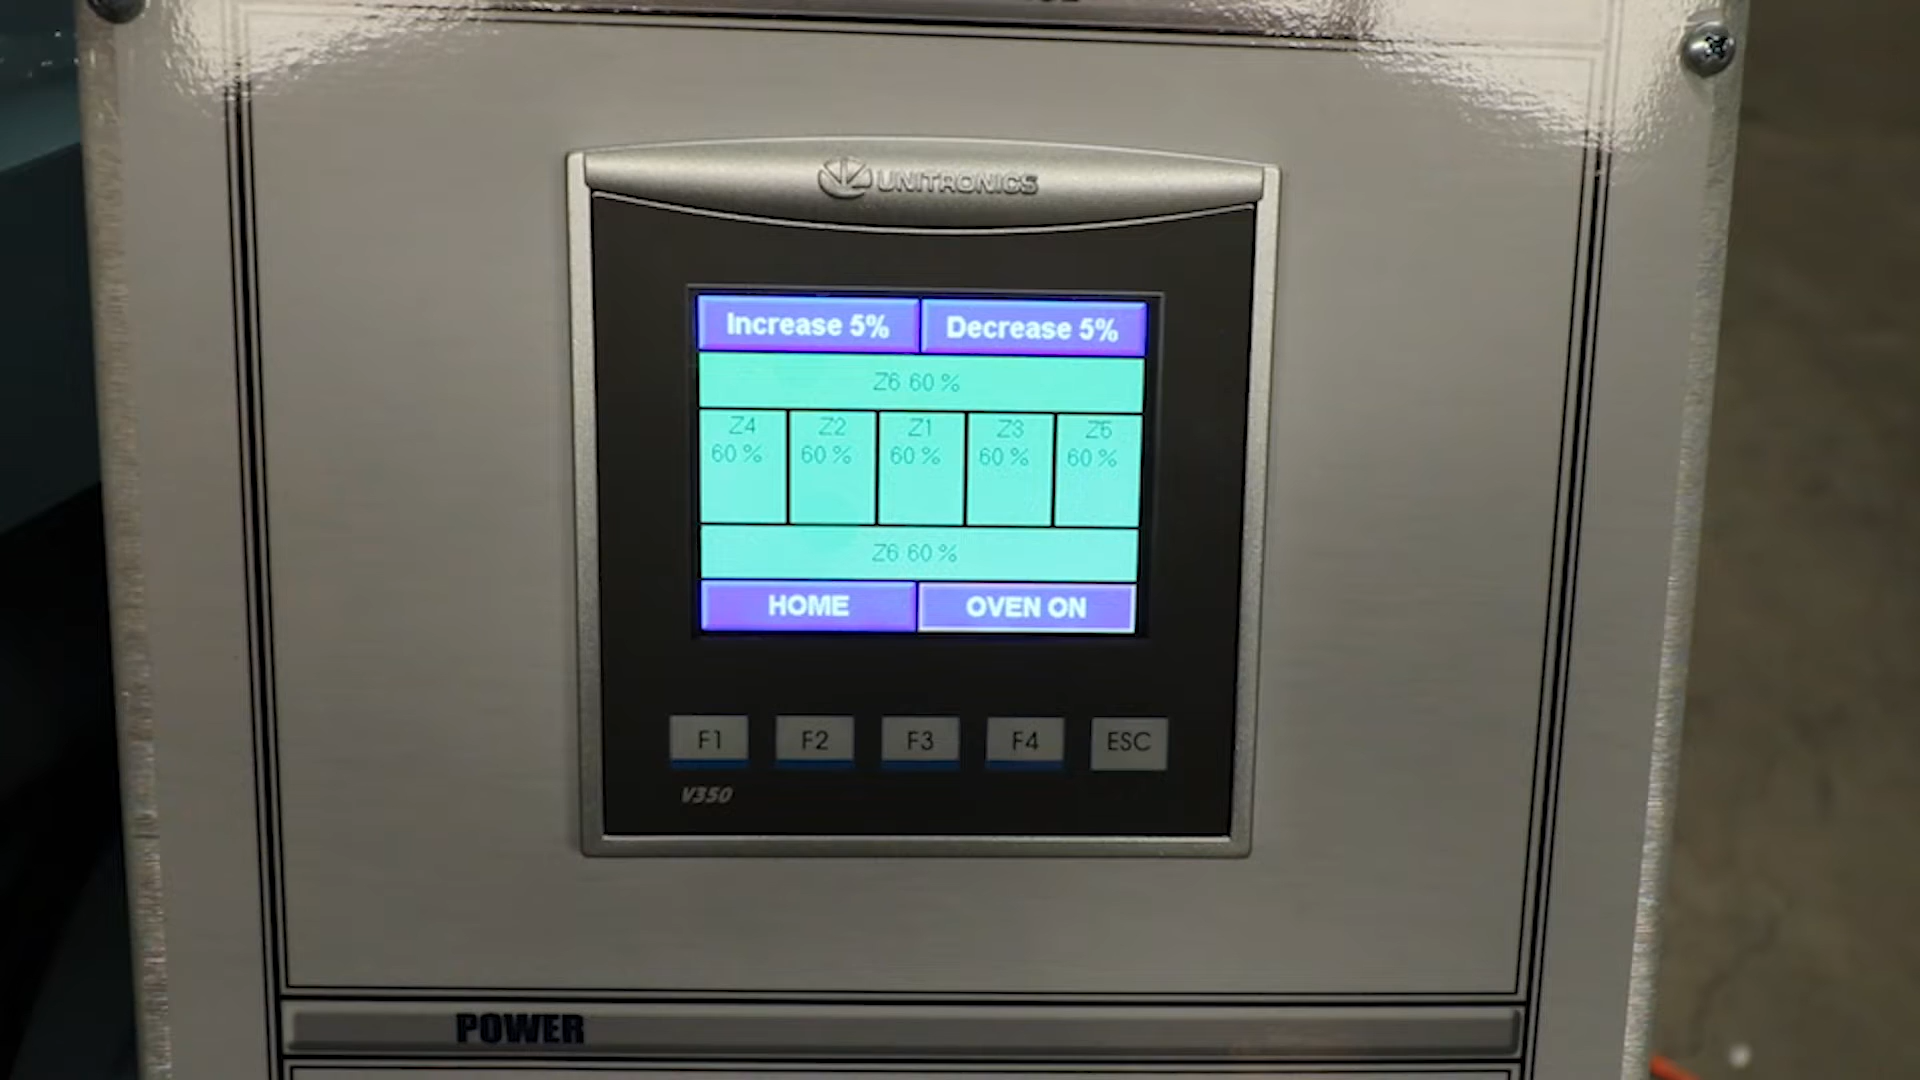 UNITRONICS
Increase 5% Decrease 5%
Z6 60 %
Z4 Z2 Z1 Z3 Z5
60 % 60 % 60 % 60 % 60 %
Z6 60 %
HOME OVEN ON
F1 F2 F3 F4 ESC
V350
POWER